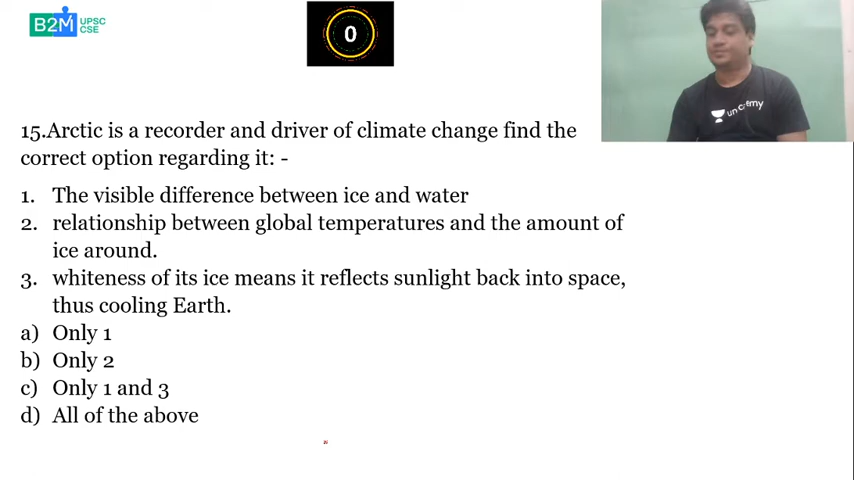 B2M UPSC
CSE
0
unacademy
15.Arctic is a recorder and driver of climate change find the
correct option regarding it: -
1. The visible difference between ice and water
2. relationship between global temperatures and the amount of
ice around.
3. whiteness of its ice means it reflects sunlight back into space,
thus cooling Earth.
a) Only 1
b) Only 2
c) Only 1 and 3
d) All of the above